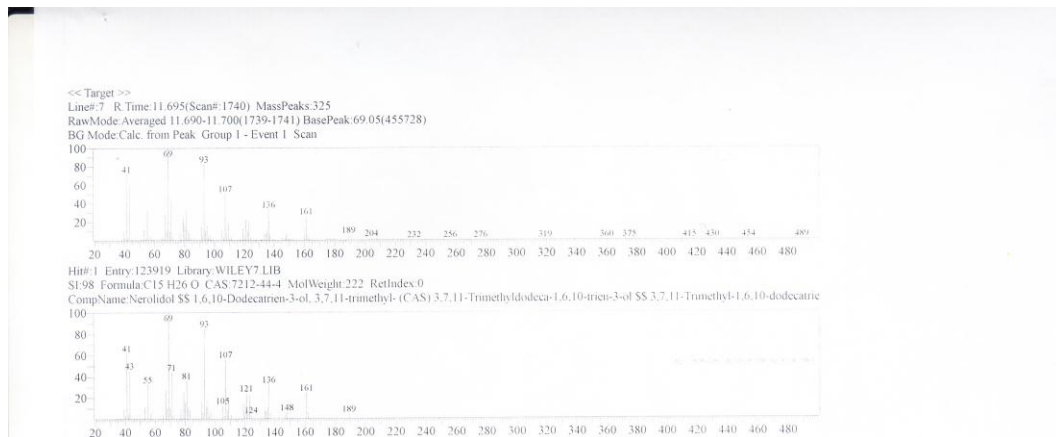 << Target >>
Line#:7 R.Time:11.695(Scan#:1740) MassPeaks:325
RawMode:Averaged 11.690-11.700(1739-1741) BasePeak:69.05(455728)
BG Mode:Calc. from Peak Group 1 - Event 1 Scan
100
80
60
40
20
41 69 93 107 136 161 189 204 232 256 276 319 360 375 415 430 454 489
20 40 60 80 100 120 140 160 180 200 220 240 260 280 300 320 340 360 380 400 420 440 460 480
Hit#:1 Entry:123919 Library:WILEY7.LIB
SI:98 Formula:C15 H26 O CAS:7212-44-4 MolWeight:222 RetIndex:0
CompName:Nerolidol $$ 1,6,10-Dodecatrien-3-ol, 3,7,11-trimethyl- (CAS) 3,7,11-Trimethyldodeca-1,6,10-trien-3-ol $$ 3,7,11-Trimethyl-1,6,10-dodecatrie
100
80
60
40
20
41 43 55 69 71 81 93 105 107 121 124 136 148 161 189
20 40 60 80 100 120 140 160 180 200 220 240 260 280 300 320 340 360 380 400 420 440 460 480